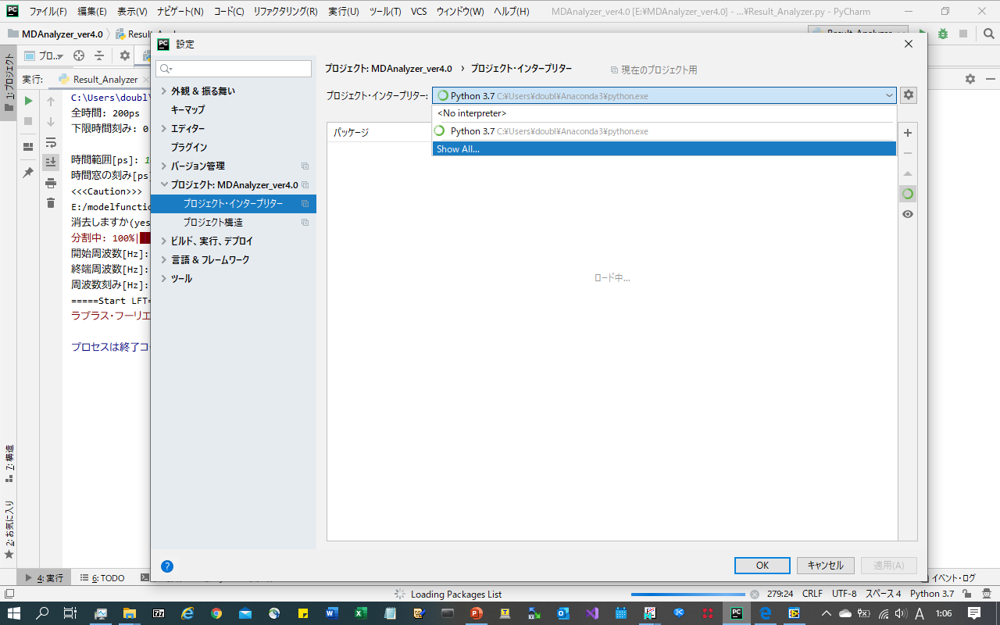 ファイル(F) 編集(E) 表示(V) ナビゲート(N) コード(C) リファクタリング(R) 実行(U) ツール(T) VCS ウィンドウ(W) ヘルプ(H) MDAnalyzer_ver4.0 [E:¥MDAnalyzer_ver4.0] - ...¥Result_Analyzer.py - PyCharm
MDAnalyzer_ver4.0
設定
1: プロジェクト
プロ...
実行: Result_Analyzer
C:\Users\doubl\
全時間: 200ps
下限時間刻み: 0.
時間範囲[ps]: 1
時間窓の刻み[ps]
<<<Caution>>>
E:/modelfunctio
消去しますか(yes
分割中: 100%|
開始周波数[Hz]:
終端周波数[Hz]:
周波数刻み[Hz]:
=====Start LFT=
ラプラス・フーリエ
プロセスは終了コ
外観 & 振る舞い
キーマップ
エディター
プラグイン
バージョン管理
プロジェクト: MDAnalyzer_ver4.0
プロジェクト・インタープリター
プロジェクト構造
ビルド、実行、デプロイ
言語 & フレームワーク
ツール
プロジェクト: MDAnalyzer_ver4.0 › プロジェクト・インタープリター 現在のプロジェクト用
プロジェクト・インタープリター: Python 3.7 C:¥Users¥doubl¥Anaconda3¥python.exe
<No interpreter>
Python 3.7 C:¥Users¥doubl¥Anaconda3¥python.exe
Show All...
パッケージ
ロード中...
?
OK キャンセル 適用(A)
7: 構造
2: お気に入り
4: 実行 6: TODO イベント・ログ
Loading Packages List 279:24 CRLF UTF-8 スペース 4 Python 3.7
A 1:06